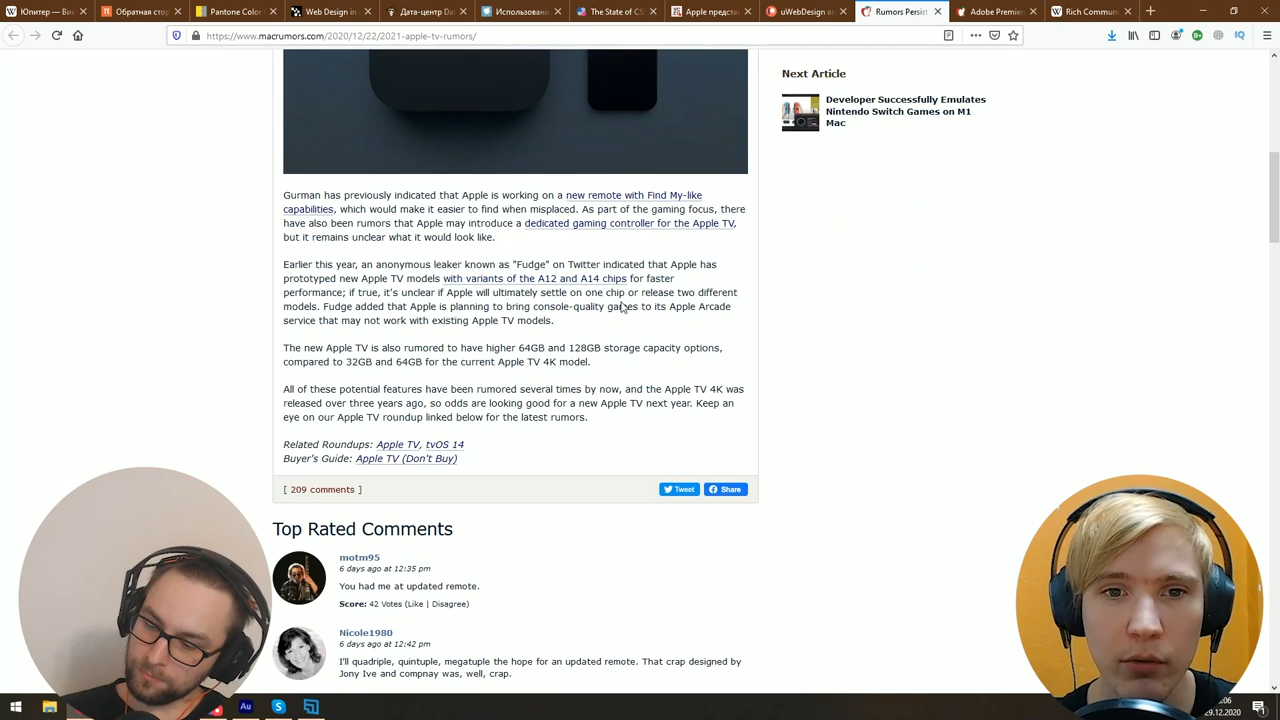 Юнтер — Ви
Обратная стор
Pantone Color
Web Design in
Дата-центр Da
Использован
The State of CS
Apple предста
uWebDesign an
Rumors Persist
Adobe Premier
Rich Commun
https://www.macrumors.com/2020/12/22/2021-apple-tv-rumors/
Next Article
Developer Successfully Emulates
Nintendo Switch Games on M1
Mac
Gurman has previously indicated that Apple is working on a new remote with Find My-like
capabilities, which would make it easier to find when misplaced. As part of the gaming focus, there
have also been rumors that Apple may introduce a dedicated gaming controller for the Apple TV,
but it remains unclear what it would look like.
Earlier this year, an anonymous leaker known as "Fudge" on Twitter indicated that Apple has
prototyped new Apple TV models with variants of the A12 and A14 chips for faster
performance; if true, it's unclear if Apple will ultimately settle on one chip or release two different
models. Fudge added that Apple is planning to bring console-quality games to its Apple Arcade
service that may not work with existing Apple TV models.
The new Apple TV is also rumored to have higher 64GB and 128GB storage capacity options,
compared to 32GB and 64GB for the current Apple TV 4K model.
All of these potential features have been rumored several times by now, and the Apple TV 4K was
released over three years ago, so odds are looking good for a new Apple TV next year. Keep an
eye on our Apple TV roundup linked below for the latest rumors.
Related Roundups: Apple TV, tvOS 14
Buyer's Guide: Apple TV (Don't Buy)
[ 209 comments ]
Tweet
Share
Top Rated Comments
motm95
6 days ago at 12:35 pm
You had me at updated remote.
Score: 42 Votes (Like | Disagree)
Nicole1980
6 days ago at 12:42 pm
I'll quadriple, quintuple, megatuple the hope for an updated remote. That crap designed by
Jony Ive and compnay was, well, crap.
Au
:06
29.12.2020